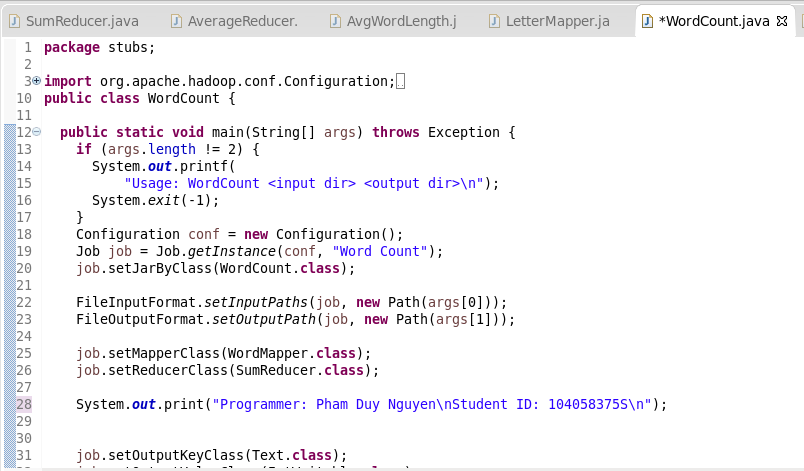 SumReducer.java AverageReducer. AvgWordLength.j LetterMapper.ja *WordCount.java
1 package stubs;
2
3 import org.apache.hadoop.conf.Configuration;
10 public class WordCount {
11
12 public static void main(String[] args) throws Exception {
13 if (args.length != 2) {
14 System.out.printf(
15 "Usage: WordCount <input dir> <output dir>\n");
16 System.exit(-1);
17 }
18 Configuration conf = new Configuration();
19 Job job = Job.getInstance(conf, "Word Count");
20 job.setJarByClass(WordCount.class);
21
22 FileInputFormat.setInputPaths(job, new Path(args[0]));
23 FileOutputFormat.setOutputPath(job, new Path(args[1]));
24
25 job.setMapperClass(WordMapper.class);
26 job.setReducerClass(SumReducer.class);
27
28 System.out.print("Programmer: Pham Duy Nguyen\nStudent ID: 104058375S\n");
29
30
31 job.setOutputKeyClass(Text.class);